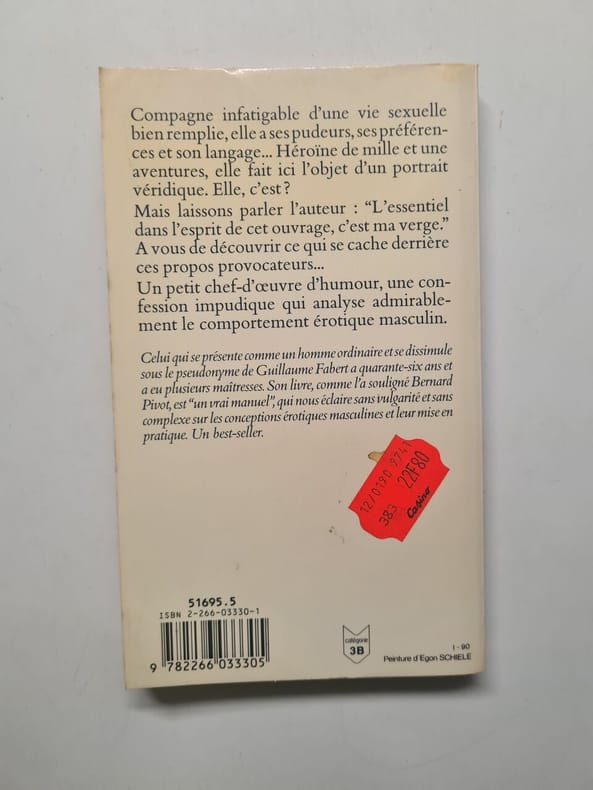 Compagne infatigable d'une vie sexuelle
bien remplie, elle a ses pudeurs, ses préféren-
ces et son langage... Héroïne de mille et une
aventures, elle fait ici l'objet d'un portrait
véridique. Elle, c'est ?
Mais laissons parler l'auteur : “L'essentiel
dans l'esprit de cet ouvrage, c'est ma verge.”
A vous de découvrir ce qui se cache derrière
ces propos provocateurs...
Un petit chef-d'œuvre d'humour, une con-
fession impudique qui analyse admirable-
ment le comportement érotique masculin.
Celui qui se présente comme un homme ordinaire et se dissimule
sous le pseudonyme de Guillaume Fabert a quarante-six ans et
a eu plusieurs maîtresses. Son livre, comme l'a souligné Bernard
Pivot, est “un vrai manuel”, qui nous éclaire sans vulgarité et sans
complexe sur les conceptions érotiques masculines et leur mise en
pratique. Un best-seller.
12/0190 9741
383 22F80
Casino
51695.5
ISBN 2-266-03330-1
9 782266 033305
catégorie
3B
I - 90
Peinture d'Egon SCHIELE